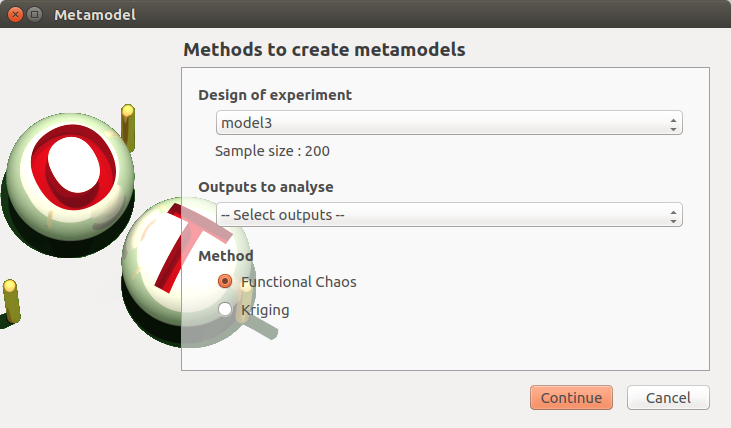 Metamodel
Methods to create metamodels
Design of experiment
model3
Sample size : 200
Outputs to analyse
-- Select outputs --
Method
Functional Chaos
Kriging
Continue Cancel